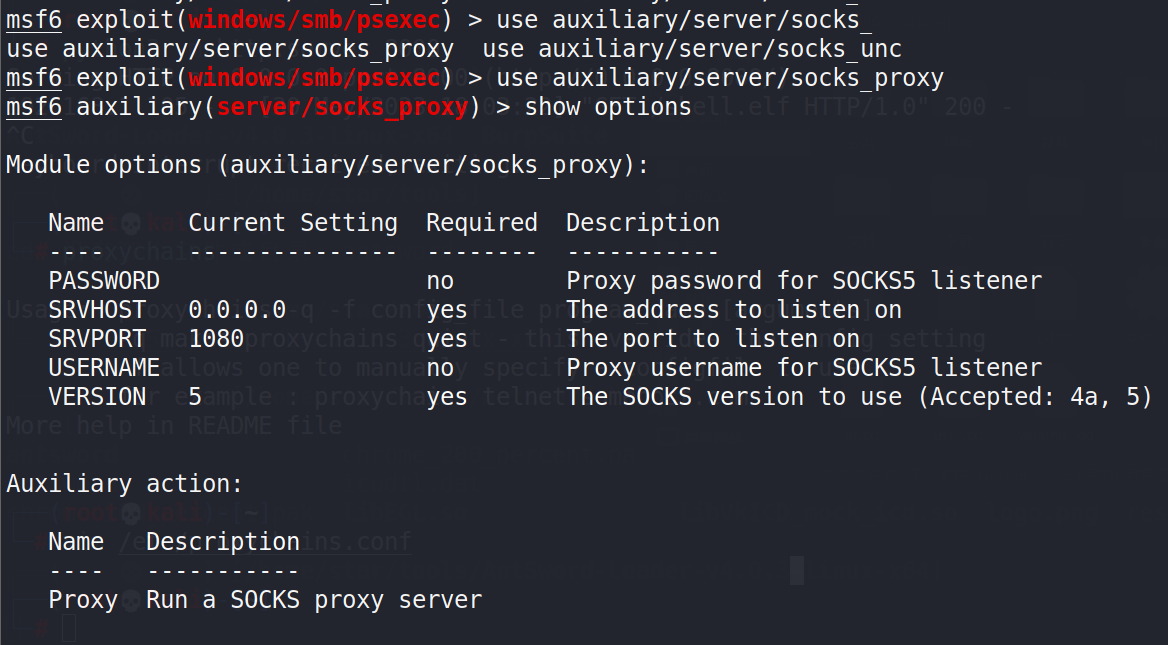 msf6 exploit(windows/smb/psexec) > use auxiliary/server/socks_
use auxiliary/server/socks_proxy  use auxiliary/server/socks_unc
msf6 exploit(windows/smb/psexec) > use auxiliary/server/socks_proxy
msf6 auxiliary(server/socks_proxy) > show options
Module options (auxiliary/server/socks_proxy):
Name      Current Setting  Required  Description
----      ---------------  --------  -----------
PASSWORD                   no        Proxy password for SOCKS5 listener
SRVHOST   0.0.0.0          yes       The address to listen on
SRVPORT   1080             yes       The port to listen on
USERNAME                   no        Proxy username for SOCKS5 listener
VERSION   5                yes       The SOCKS version to use (Accepted: 4a, 5)
More help in README file
Auxiliary action:
Name   Description
----   -----------
Proxy  Run a SOCKS proxy server